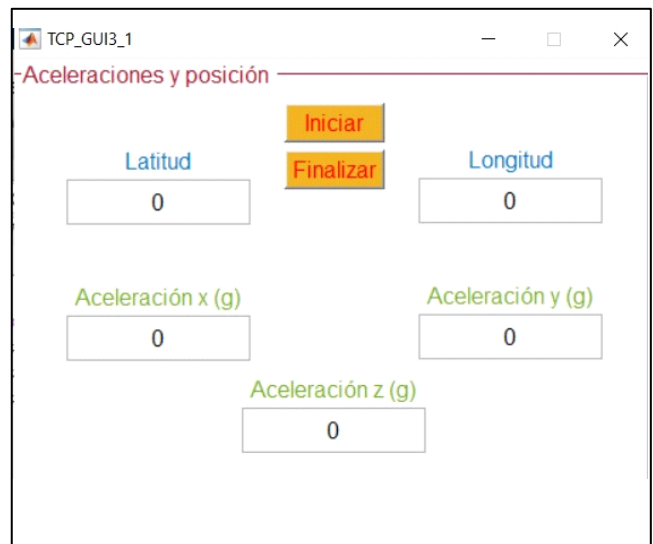 TCP_GUI3_1
Aceleraciones y posición
Iniciar
Latitud
Finalizar
Longitud
0
0
Aceleración x (g)
Aceleración y (g)
0
0
Aceleración z (g)
0